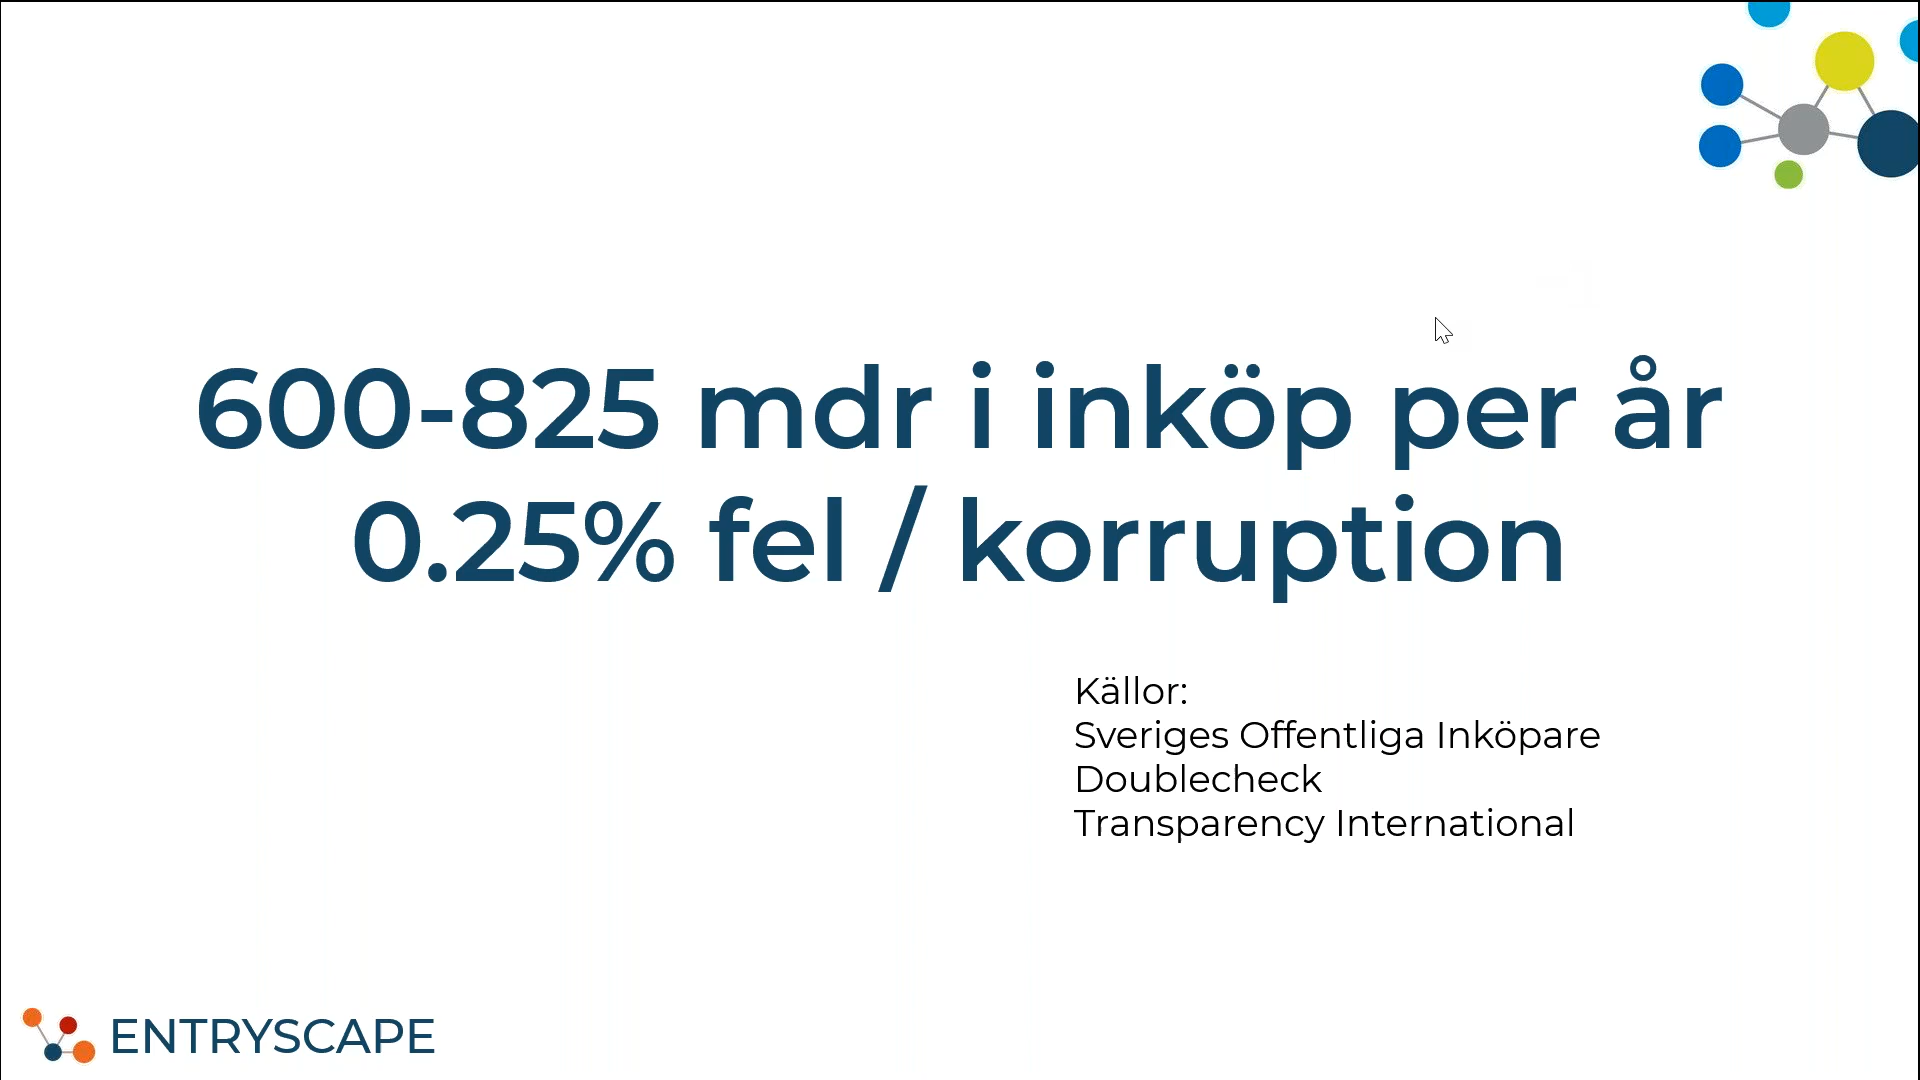 600-825 mdr i inköp per år
0.25% fel / korruption
Källor:
Sveriges Offentliga Inköpare
Doublecheck
Transparency International
ENTRYSCAPE